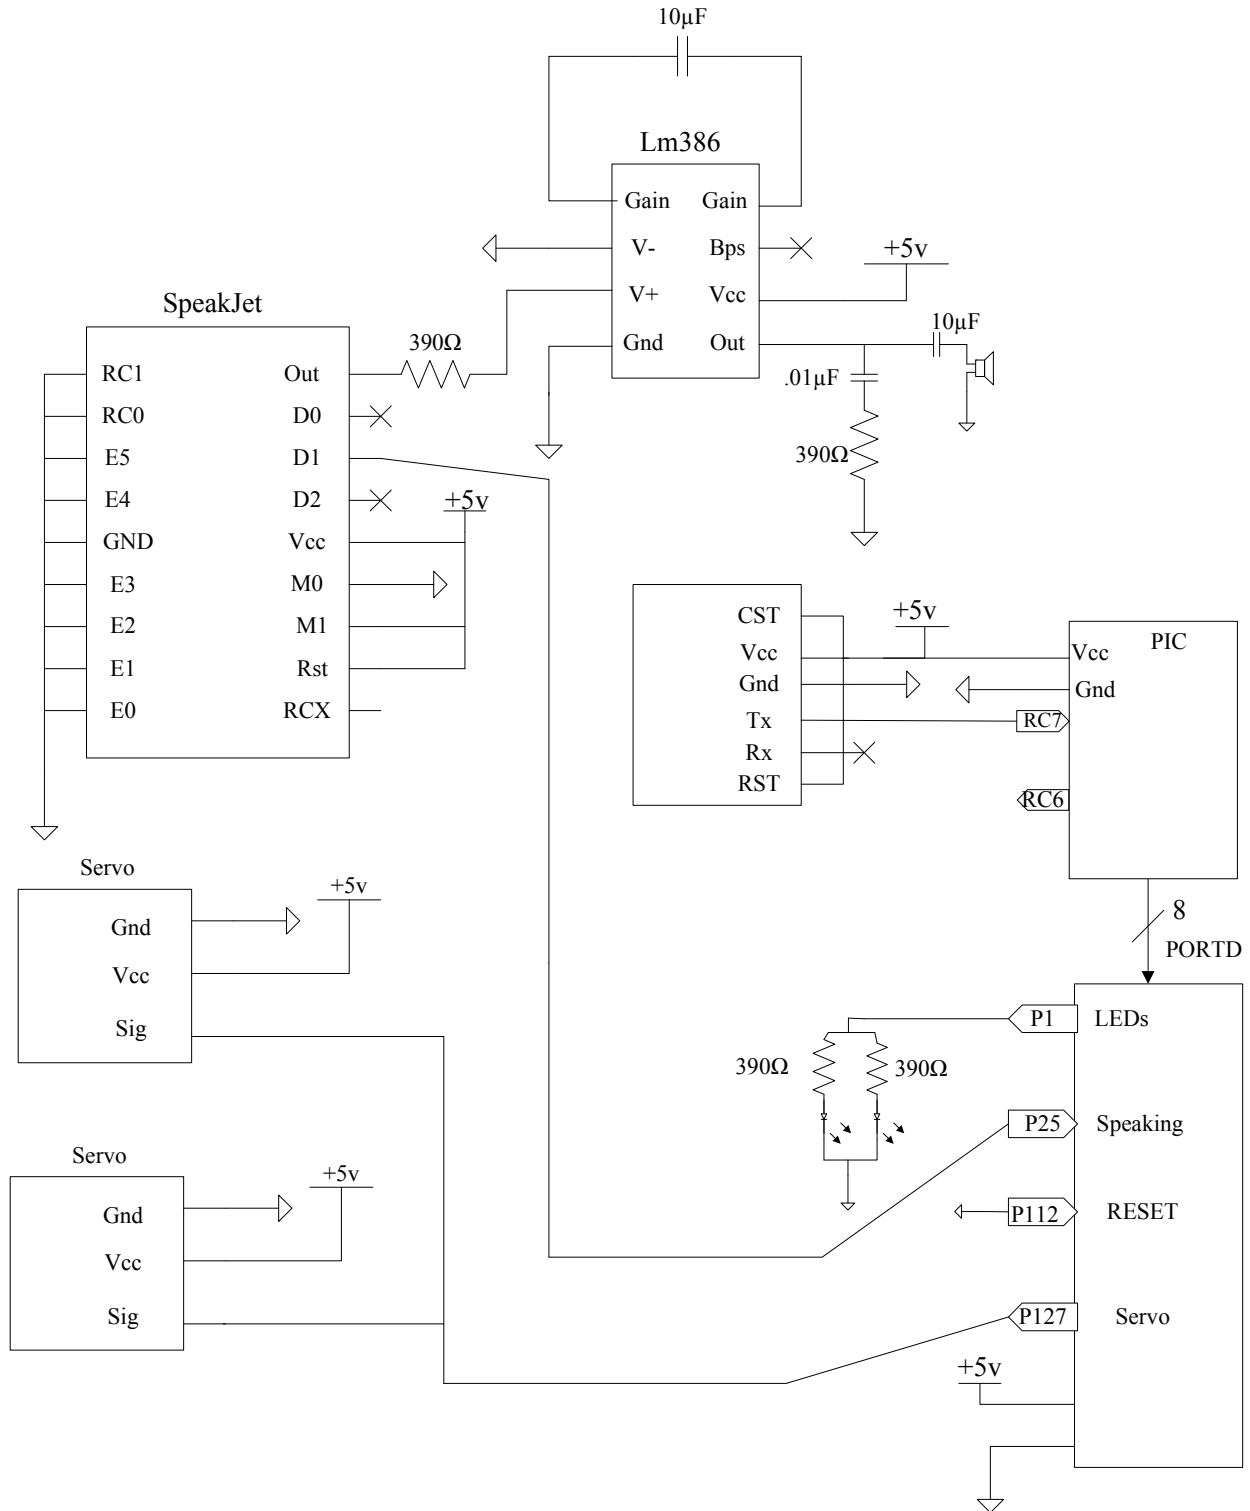 10µF
Lm386
Gain Gain
V- Bps
V+ Vcc
Gnd Out
+5v
10µF
.01µF
390Ω
SpeakJet
390Ω
RC1 Out
RC0 D0
E5 D1
E4 D2
GND Vcc
E3 M0
E2 M1
E1 Rst
E0 RCX
+5v
CST
Vcc
Gnd
Tx
Rx
RST
+5v
PIC
Vcc
Gnd
RC7
RC6
8
PORTD
Servo
Gnd
Vcc
Sig
+5v
Servo
Gnd
Vcc
Sig
+5v
P1 LEDs
390Ω 390Ω
P25 Speaking
P112 RESET
P127 Servo
+5v